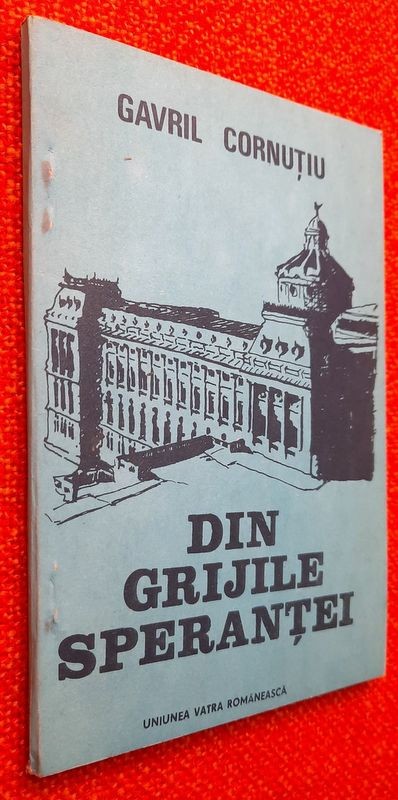 GAVRIL CORNUȚIU
DIN
GRIJILE
SPERANȚEI
UNIUNEA VATRA ROMÂNEASCĂ